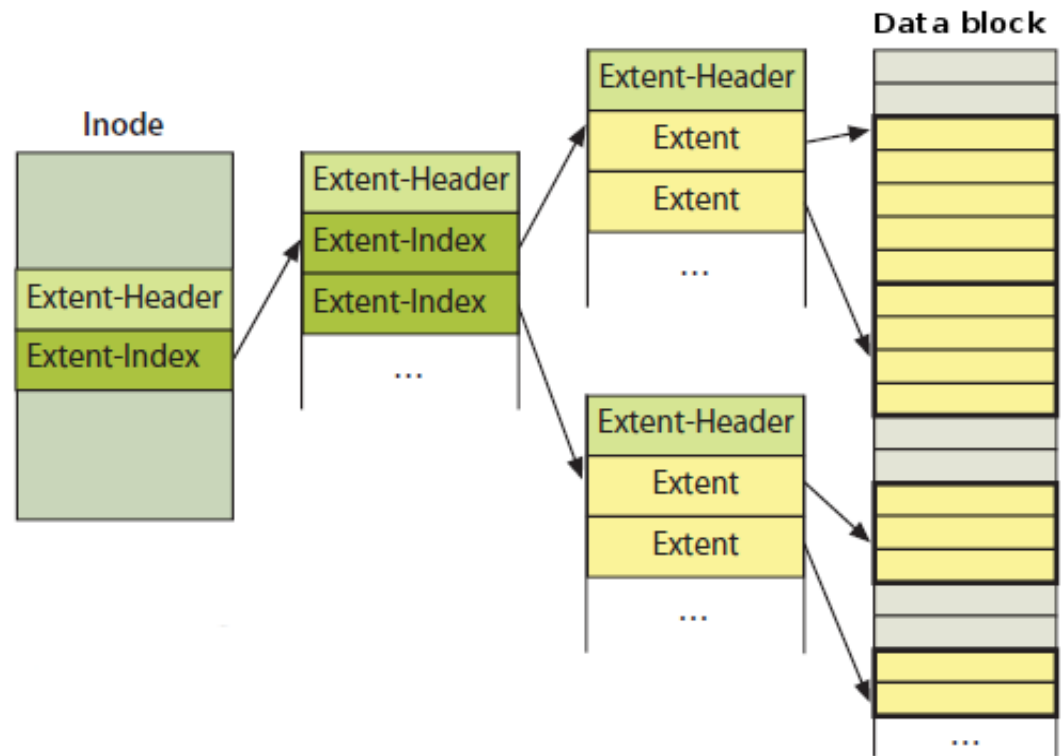 Inode
Extent-Header
Extent-Index
Extent-Header
Extent-Index
Extent-Index
...
Extent-Header
Extent
Extent
...
Extent-Header
Extent
Extent
...
Data block
...